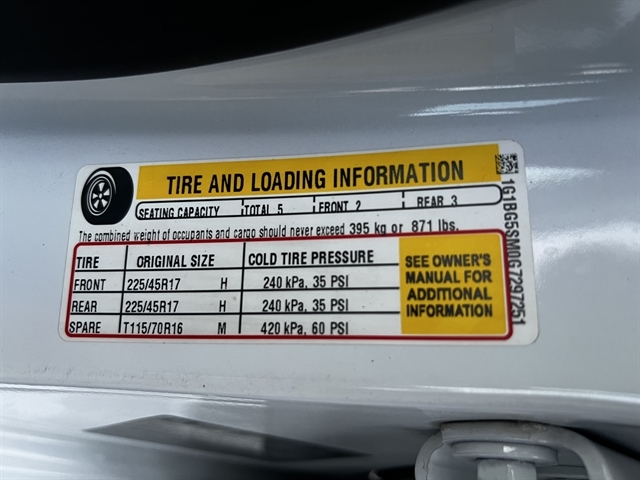 TIRE AND LOADING INFORMATION
SEATING CAPACITY TOTAL 5 FRONT 2 REAR 3
The combined weight of occupants and cargo should never exceed 395 kg or 871 lbs.
TIRE ORIGINAL SIZE COLD TIRE PRESSURE
FRONT 225/45R17 H 240 kPa, 35 PSI
REAR 225/45R17 H 240 kPa, 35 PSI
SPARE T115/70R16 M 420 kPa, 60 PSI
SEE OWNER'S
MANUAL FOR
ADDITIONAL
INFORMATION
1G1BG5SM0G7297251